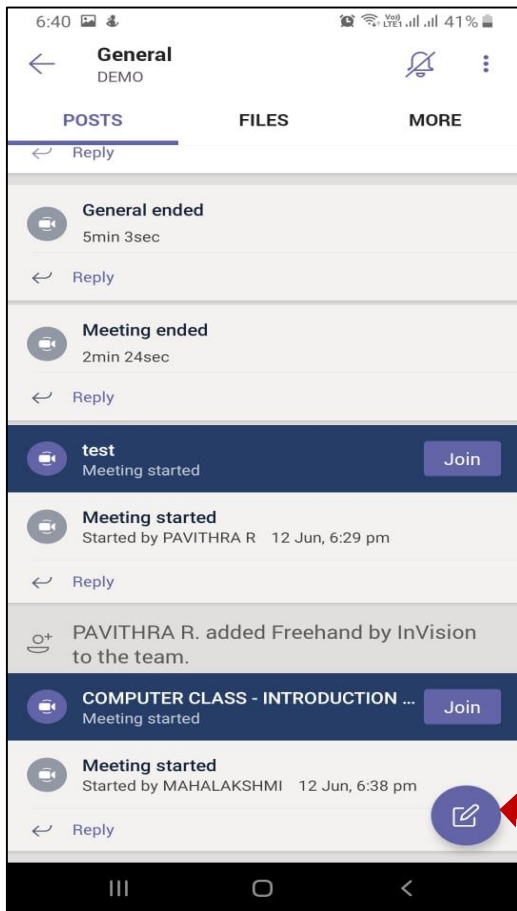 6:40 Vo)) LTE1 41%
General
DEMO
POSTS FILES MORE
Reply
General ended
5min 3sec
Reply
Meeting ended
2min 24sec
Reply
test
Meeting started
Join
Meeting started
Started by PAVITHRA R 12 Jun, 6:29 pm
Reply
PAVITHRA R. added Freehand by InVision
to the team.
COMPUTER CLASS - INTRODUCTION ...
Meeting started
Join
Meeting started
Started by MAHALAKSHMI 12 Jun, 6:38 pm
Reply